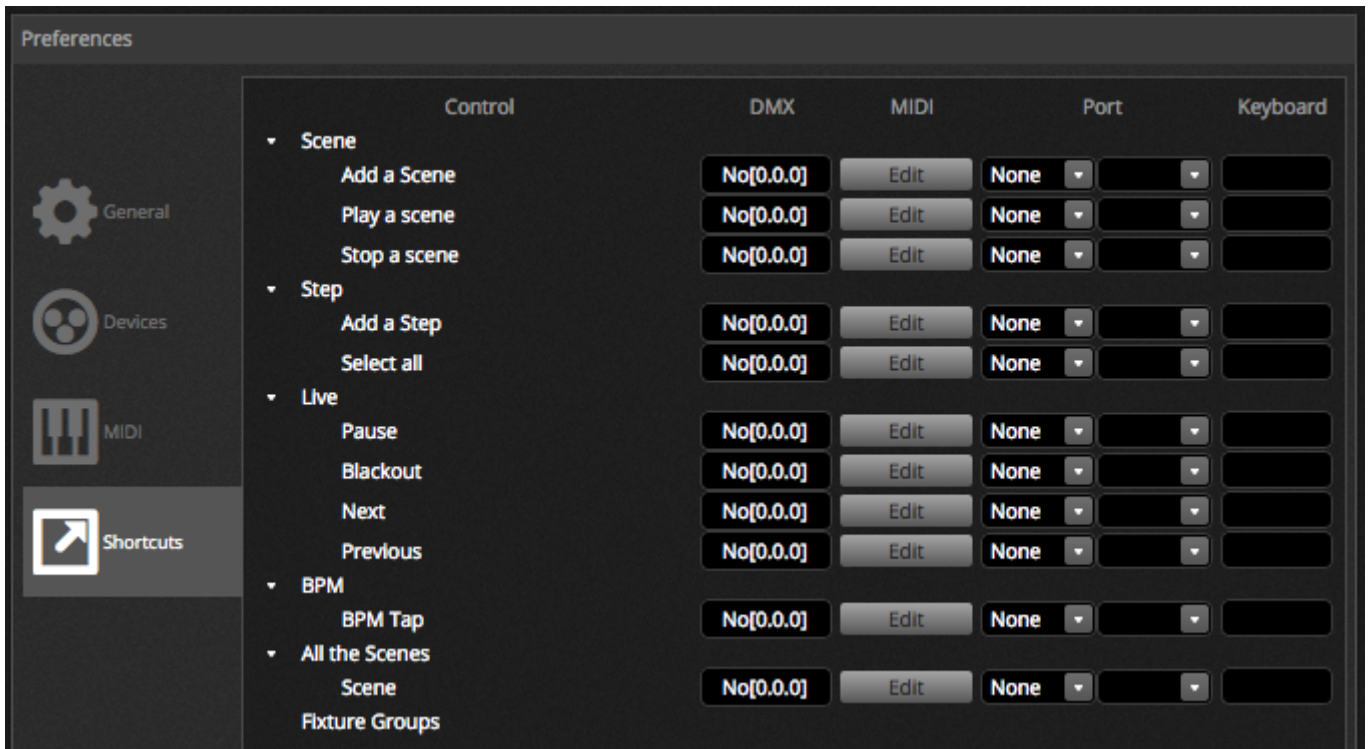 Preferences
General
Devices
MIDI
Shortcuts
Control DMX MIDI Port Keyboard
Scene
Add a Scene No[0.0.0] Edit None
Play a scene No[0.0.0] Edit None
Stop a scene No[0.0.0] Edit None
Step
Add a Step No[0.0.0] Edit None
Select all No[0.0.0] Edit None
Live
Pause No[0.0.0] Edit None
Blackout No[0.0.0] Edit None
Next No[0.0.0] Edit None
Previous No[0.0.0] Edit None
BPM
BPM Tap No[0.0.0] Edit None
All the Scenes
Scene No[0.0.0] Edit None
Fixture Groups